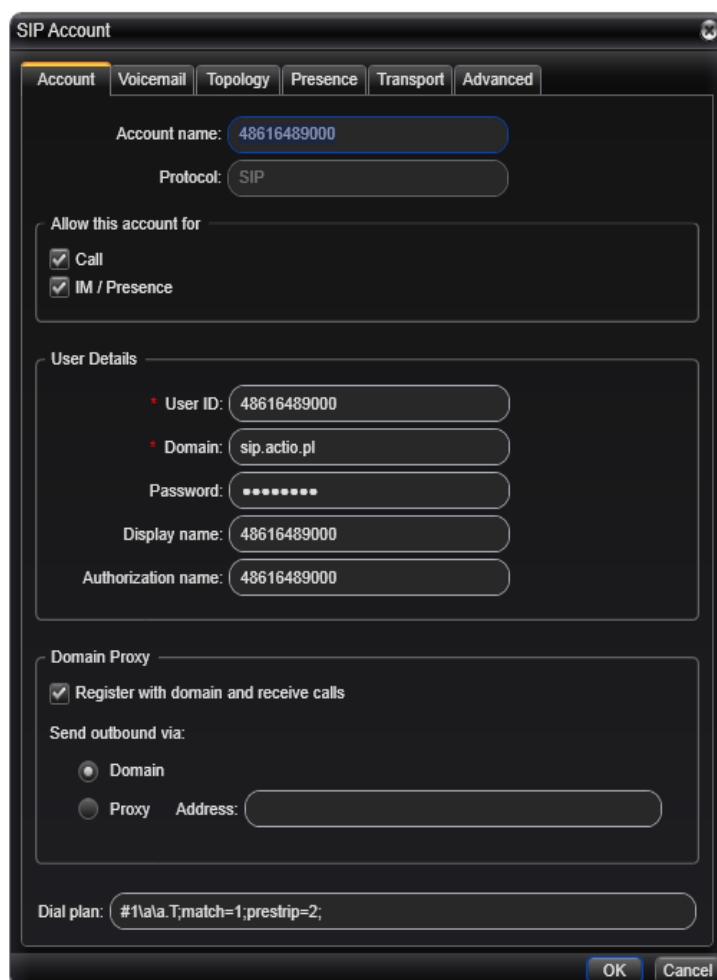 SIP Account
Account Voicemail Topology Presence Transport Advanced
Account name: 48616489000
Protocol: SIP
Allow this account for
Call
IM / Presence
User Details
* User ID: 48616489000
* Domain: sip.actio.pl
Password: ●●●●●●●●
Display name: 48616489000
Authorization name: 48616489000
Domain Proxy
Register with domain and receive calls
Send outbound via:
Domain
Proxy Address:
Dial plan: #1\a\a.T;match=1;prestrip=2;
OK Cancel